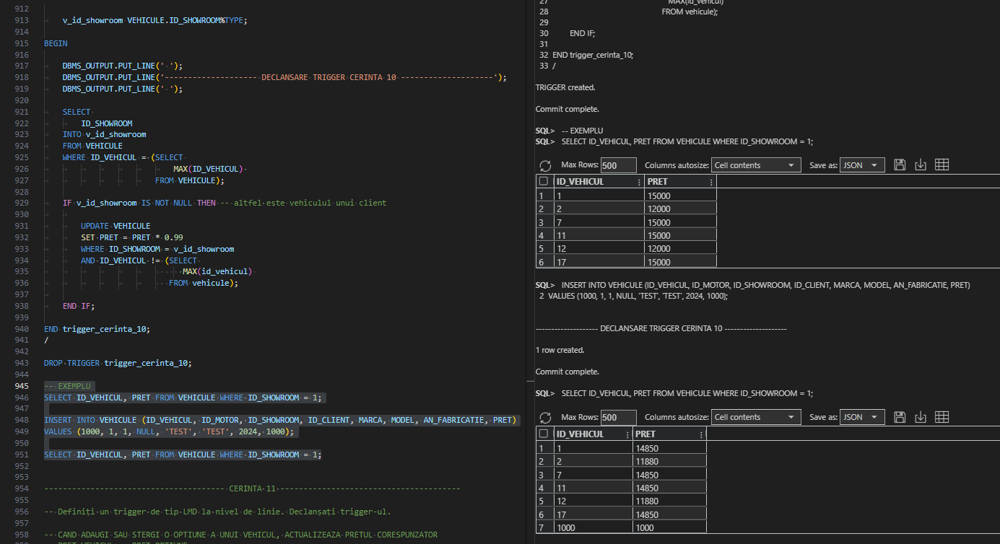 912
913 v_id_showroom VEHICULE.ID_SHOWROOM%TYPE;
914
915 BEGIN
916
917 DBMS_OUTPUT.PUT_LINE(' ');
918 DBMS_OUTPUT.PUT_LINE('-------------------- DECLANSARE TRIGGER CERINTA 10 --------------------');
919 DBMS_OUTPUT.PUT_LINE(' ');
920
921 SELECT
922 ID_SHOWROOM
923 INTO v_id_showroom
924 FROM VEHICULE
925 WHERE ID_VEHICUL = (SELECT
926 MAX(ID_VEHICUL)
927 FROM VEHICULE);
928
929 IF v_id_showroom IS NOT NULL THEN -- altfel este vehiculul unui client
930
931 UPDATE VEHICULE
932 SET PRET = PRET * 0.99
933 WHERE ID_SHOWROOM = v_id_showroom
934 AND ID_VEHICUL != (SELECT
935 MAX(id_vehicul)
936 FROM vehicule);
937
938 END IF;
939
940 END trigger_cerinta_10;
941 /
942
943 DROP TRIGGER trigger_cerinta_10;
944
945 -- EXEMPLU
946 SELECT ID_VEHICUL, PRET FROM VEHICULE WHERE ID_SHOWROOM = 1;
947
948 INSERT INTO VEHICULE (ID_VEHICUL, ID_MOTOR, ID_SHOWROOM, ID_CLIENT, MARCA, MODEL, AN_FABRICATIE, PRET)
949 VALUES (1000, 1, 1, NULL, 'TEST', 'TEST', 2024, 1000);
950
951 SELECT ID_VEHICUL, PRET FROM VEHICULE WHERE ID_SHOWROOM = 1;
952
953
954 --------------------------------------- CERINTA 11 ---------------------------------------
955
956 -- Definiți un trigger de tip LMD la nivel de linie. Declanșați trigger-ul.
957
958 -- CAND ADAUGI SAU STERGI O OPTIUNE A UNUI VEHICUL, ACTUALIZEAZA PRETUL CORESPUNZATOR
27 MAX(id_vehicul)
28 FROM vehicule);
29
30 END IF;
31
32 END trigger_cerinta_10;
33 /
TRIGGER created.
Commit complete.
SQL> -- EXEMPLU
SQL> SELECT ID_VEHICUL, PRET FROM VEHICULE WHERE ID_SHOWROOM = 1;
Max Rows: 500 Columns autosize: Cell contents Save as: JSON
ID_VEHICUL PRET
1 1 15000
2 2 12000
3 7 15000
4 11 15000
5 12 12000
6 17 15000
SQL> INSERT INTO VEHICULE (ID_VEHICUL, ID_MOTOR, ID_SHOWROOM, ID_CLIENT, MARCA, MODEL, AN_FABRICATIE, PRET)
2 VALUES (1000, 1, 1, NULL, 'TEST', 'TEST', 2024, 1000);
-------------------- DECLANSARE TRIGGER CERINTA 10 --------------------
1 row created.
Commit complete.
SQL> SELECT ID_VEHICUL, PRET FROM VEHICULE WHERE ID_SHOWROOM = 1;
Max Rows: 500 Columns autosize: Cell contents Save as: JSON
ID_VEHICUL PRET
1 1 14850
2 2 11880
3 7 14850
4 11 14850
5 12 11880
6 17 14850
7 1000 1000